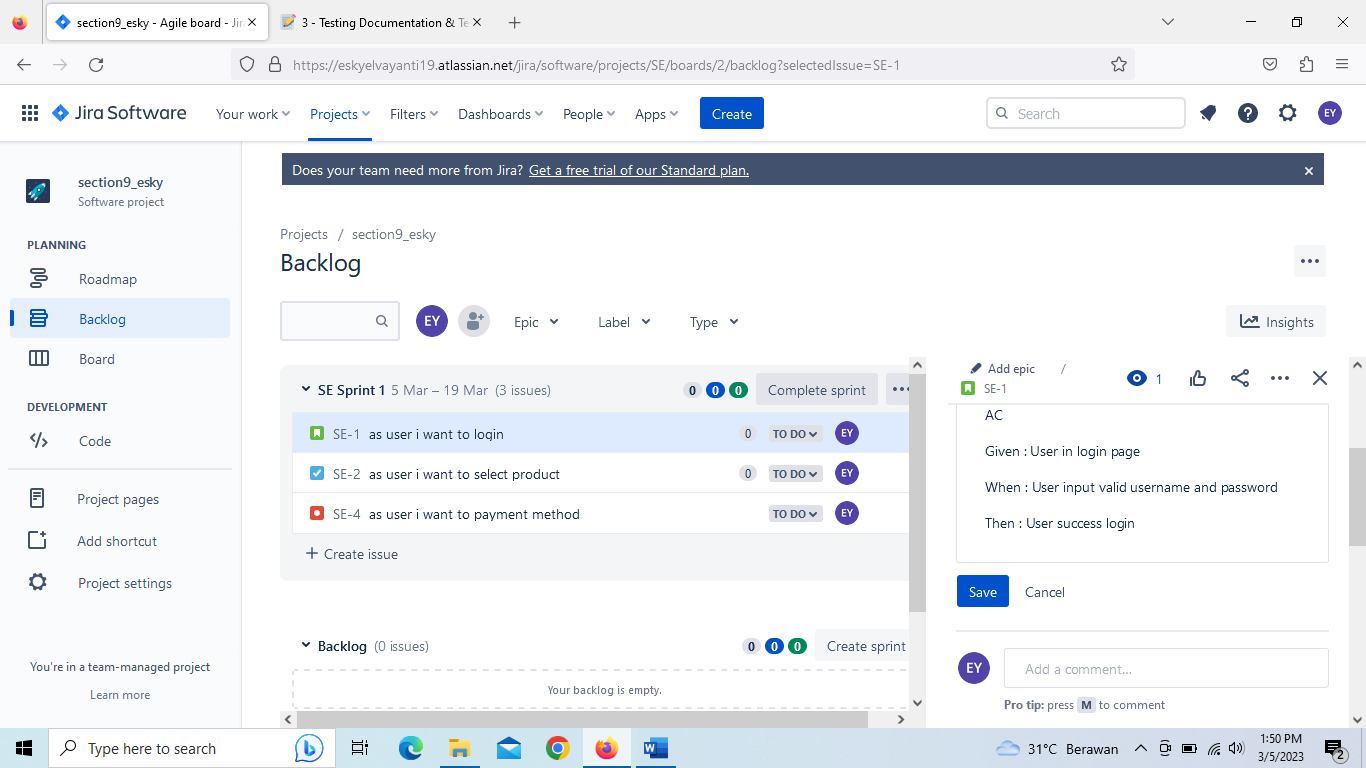 section9_esky - Agile board - Jir
3 - Testing Documentation & Te
https://eskyelvayanti19.atlassian.net/jira/software/projects/SE/boards/2/backlog?selectedIssue=SE-1
Jira Software Your work Projects Filters Dashboards People Apps Create Search EY
Does your team need more from Jira? Get a free trial of our Standard plan.
section9_esky
Software project
PLANNING
Roadmap
Backlog
Board
DEVELOPMENT
Code
Project pages
Add shortcut
Project settings
You're in a team-managed project
Learn more
Projects / section9_esky
Backlog
EY Epic Label Type Insights
SE Sprint 1 5 Mar – 19 Mar (3 issues) 0 0 0 Complete sprint
SE-1 as user i want to login 0 TO DO EY
SE-2 as user i want to select product 0 TO DO EY
SE-4 as user i want to payment method TO DO EY
+ Create issue
Backlog (0 issues) 0 0 0 Create sprint
Your backlog is empty.
Add epic /
SE-1
1
AC
Given : User in login page
When : User input valid username and password
Then : User success login
Save Cancel
EY Add a comment...
Pro tip: press M to comment
Type here to search
31°C Berawan
1:50 PM
3/5/2023
2